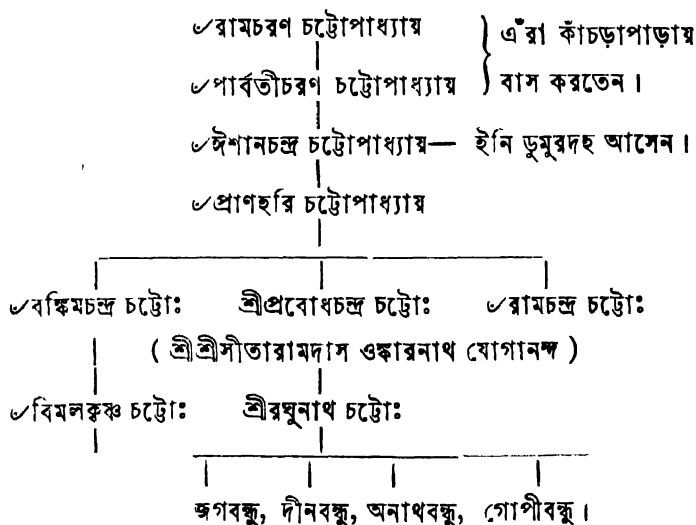 ৺রামচরণ চট্টোপাধ্যায় } এঁরা কাঁচড়াপাড়ায়
৺পার্বতীচরণ চট্টোপাধ্যায় } বাস করতেন।
৺ঈশানচন্দ্র চট্টোপাধ্যায়— ইনি ডুমুরদহ আসেন।
৺প্রাণহরি চট্টোপাধ্যায়
৺বঙ্কিমচন্দ্র চট্টোঃ শ্রীপ্রবোধচন্দ্র চট্টোঃ ৺রামচন্দ্র চট্টোঃ
( শ্রীশ্রীসীতারামদাস ওঙ্কারনাথ যোগানন্দ )
৺বিমলকৃষ্ণ চট্টোঃ শ্রীরঘুনাথ চট্টোঃ
জগবন্ধু, দীনবন্ধু, অনাথবন্ধু, গোপীবন্ধু।